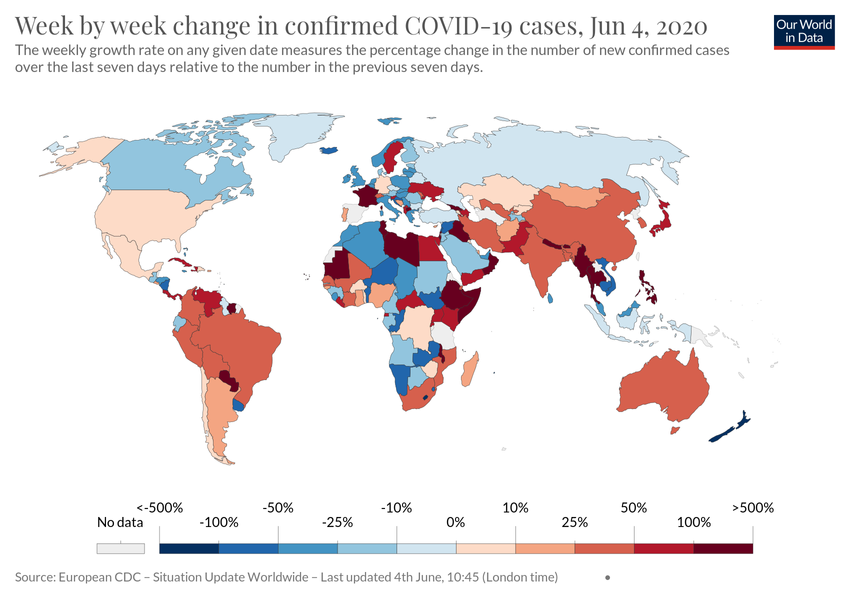 Week by week change in confirmed COVID-19 cases, Jun 4, 2020
Our World
in Data
The weekly growth rate on any given date measures the percentage change in the number of new confirmed cases
over the last seven days relative to the number in the previous seven days.
<-500% -50% -10% 10% 50% >500%
No data -100% -25% 0% 25% 100%
Source: European CDC – Situation Update Worldwide – Last updated 4th June, 10:45 (London time)